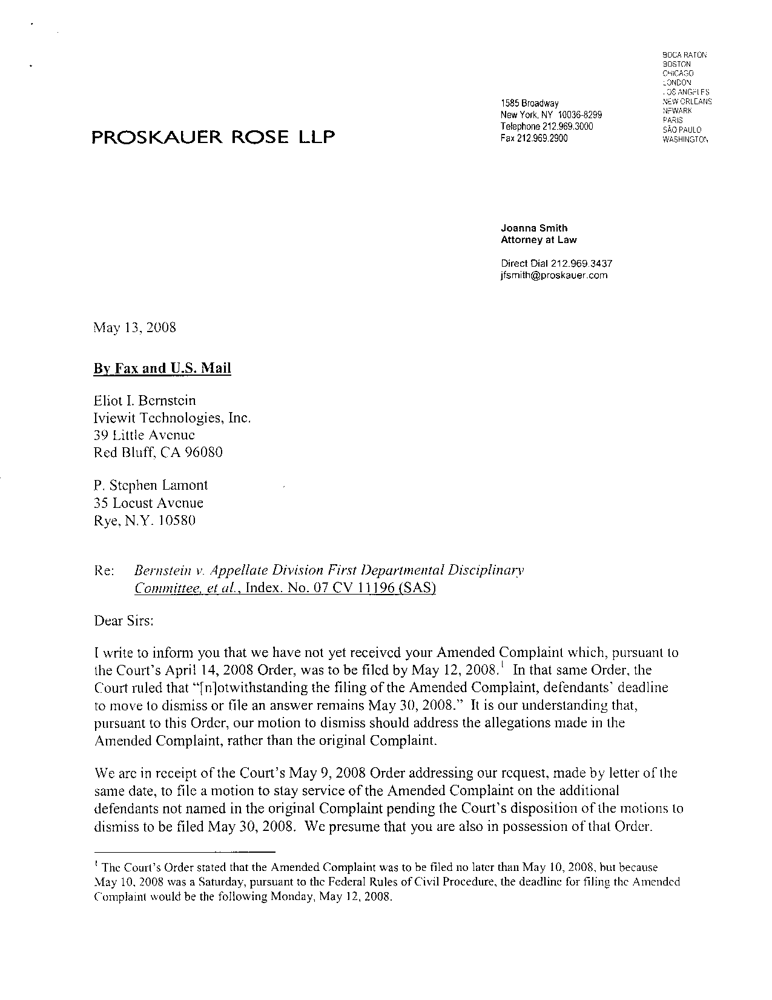 BOCA RATON
BOSTON
CHICAGO
LONDON
LOS ANGELES
NEW ORLEANS
NEWARK
PARIS
SÃO PAULO
WASHINGTON
1585 Broadway
New York, NY 10036-8299
Telephone 212.969.3000
Fax 212.969.2900
PROSKAUER ROSE LLP
Joanna Smith
Attorney at Law
Direct Dial 212.969.3437
jfsmith@proskauer.com
May 13, 2008
By Fax and U.S. Mail
Eliot I. Bernstein
Iviewit Technologies, Inc.
39 Little Avenue
Red Bluff, CA 96080
P. Stephen Lamont
35 Locust Avenue
Rye, N.Y. 10580
Re: Bernstein v. Appellate Division First Departmental Disciplinary
Committee, et al., Index. No. 07 CV 11196 (SAS)
Dear Sirs:
I write to inform you that we have not yet received your Amended Complaint which, pursuant to
the Court's April 14, 2008 Order, was to be filed by May 12, 2008.¹ In that same Order, the
Court ruled that “[n]otwithstanding the filing of the Amended Complaint, defendants' deadline
to move to dismiss or file an answer remains May 30, 2008.” It is our understanding that,
pursuant to this Order, our motion to dismiss should address the allegations made in the
Amended Complaint, rather than the original Complaint.
We are in receipt of the Court's May 9, 2008 Order addressing our request, made by letter of the
same date, to file a motion to stay service of the Amended Complaint on the additional
defendants not named in the original Complaint pending the Court's disposition of the motions to
dismiss to be filed May 30, 2008. We presume that you are also in possession of that Order.
¹ The Court's Order stated that the Amended Complaint was to be filed no later than May 10, 2008, but because
May 10, 2008 was a Saturday, pursuant to the Federal Rules of Civil Procedure, the deadline for filing the Amended
Complaint would be the following Monday, May 12, 2008.